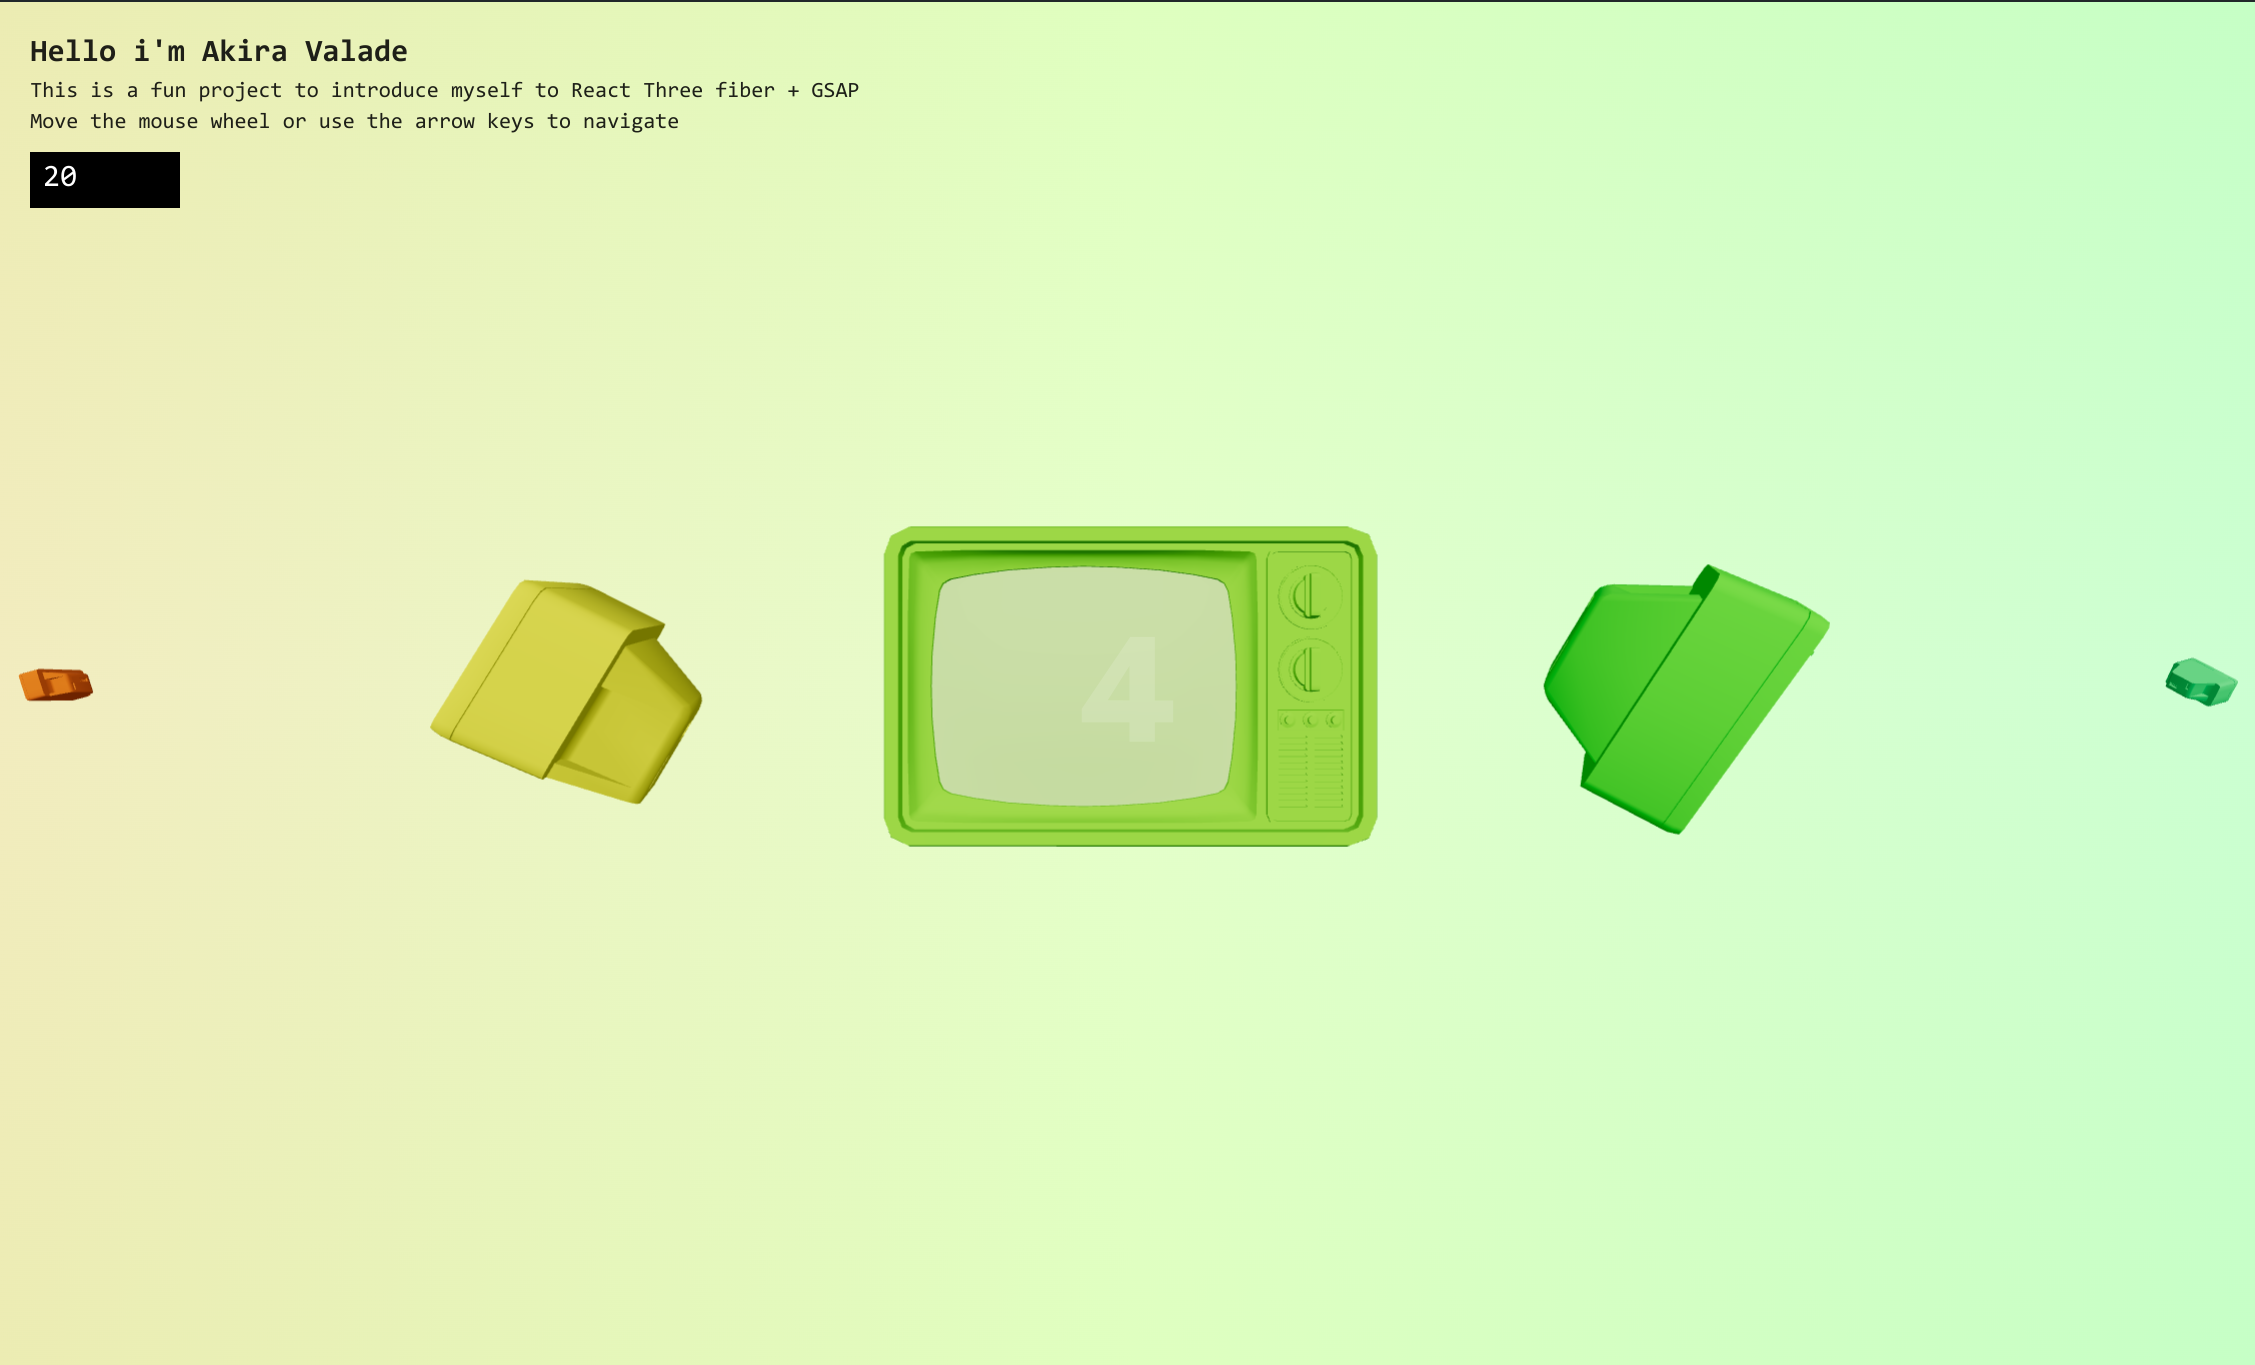 Hello i'm Akira Valade
This is a fun project to introduce myself to React Three fiber + GSAP
Move the mouse wheel or use the arrow keys to navigate
20
4